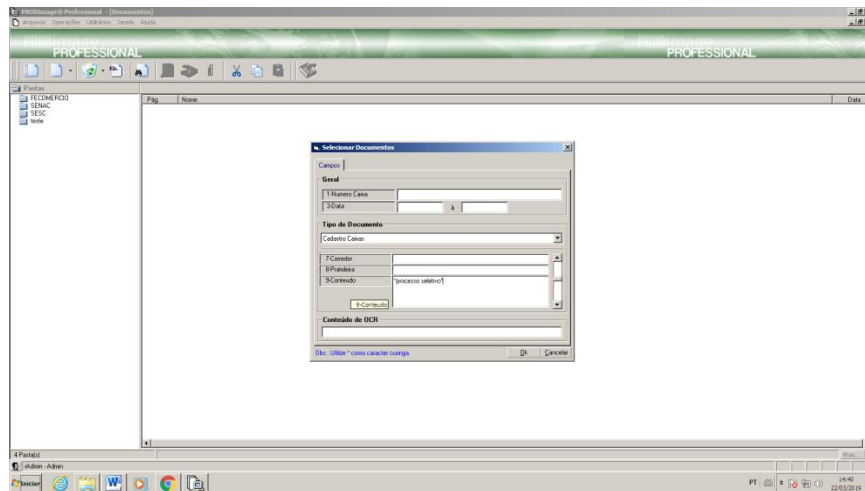 PRODimage® Professional - [Documentos]
Arquivos Operações Utilitários Janela Ajuda
PROFESSIONAL
PROFESSIONAL
Pastas
FECOMERCIO
SENAC
SESC
teste
Pág. Nome Data
Selecionar Documentos
Campos
Geral
1-Numero Caixa
3-Data à
Tipo de Documento
Cadastro Caixas
7-Corredor
8-Prateleira
9-Conteudo *processo seletivo*
9-Conteudo
Conteúdo de OCR
Obs.: Utilize * como caracter curinga. Ok Cancelar
4 Pasta(s)
Admin - Admin
Iniciar
PT
14:40
22/03/2019